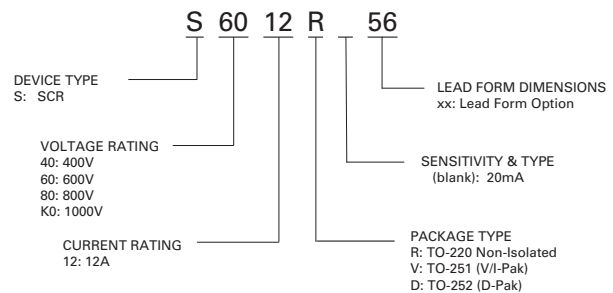 S 60 12 R _ 56
DEVICE TYPE
S: SCR
VOLTAGE RATING
40: 400V
60: 600V
80: 800V
K0: 1000V
CURRENT RATING
12: 12A
LEAD FORM DIMENSIONS
xx: Lead Form Option
SENSITIVITY & TYPE
(blank): 20mA
PACKAGE TYPE
R: TO-220 Non-Isolated
V: TO-251 (V/I-Pak)
D: TO-252 (D-Pak)